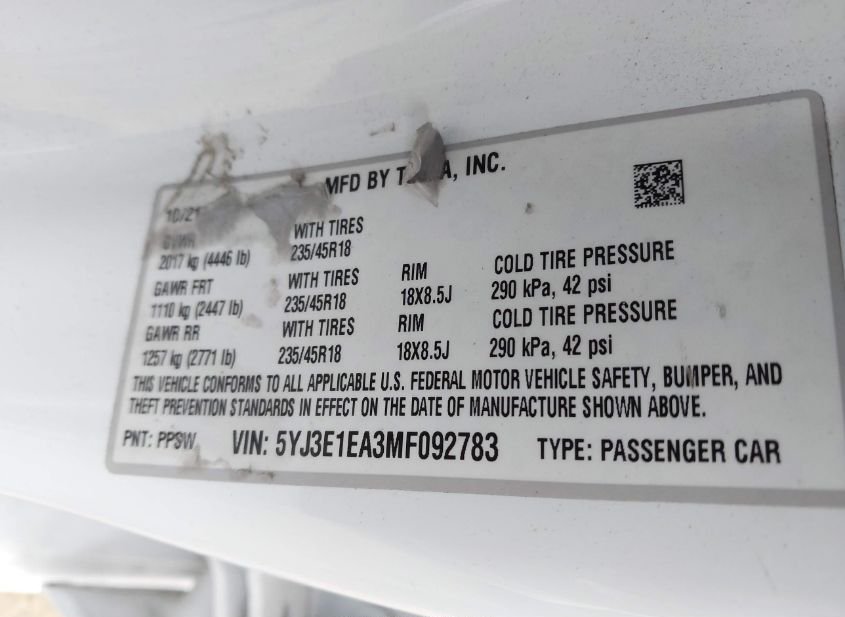 MFD BY T A, INC.
10/21
GVWR
2017 kg (4446 lb)
WITH TIRES
235/45R18
GAWR FRT
1110 kg (2447 lb)
WITH TIRES
235/45R18
RIM
18X8.5J
COLD TIRE PRESSURE
290 kPa, 42 psi
GAWR RR
1257 kg (2771 lb)
WITH TIRES
235/45R18
RIM
18X8.5J
COLD TIRE PRESSURE
290 kPa, 42 psi
THIS VEHICLE CONFORMS TO ALL APPLICABLE U.S. FEDERAL MOTOR VEHICLE SAFETY, BUMPER, AND
THEFT PREVENTION STANDARDS IN EFFECT ON THE DATE OF MANUFACTURE SHOWN ABOVE.
PNT: PPSW VIN: 5YJ3E1EA3MF092783 TYPE: PASSENGER CAR